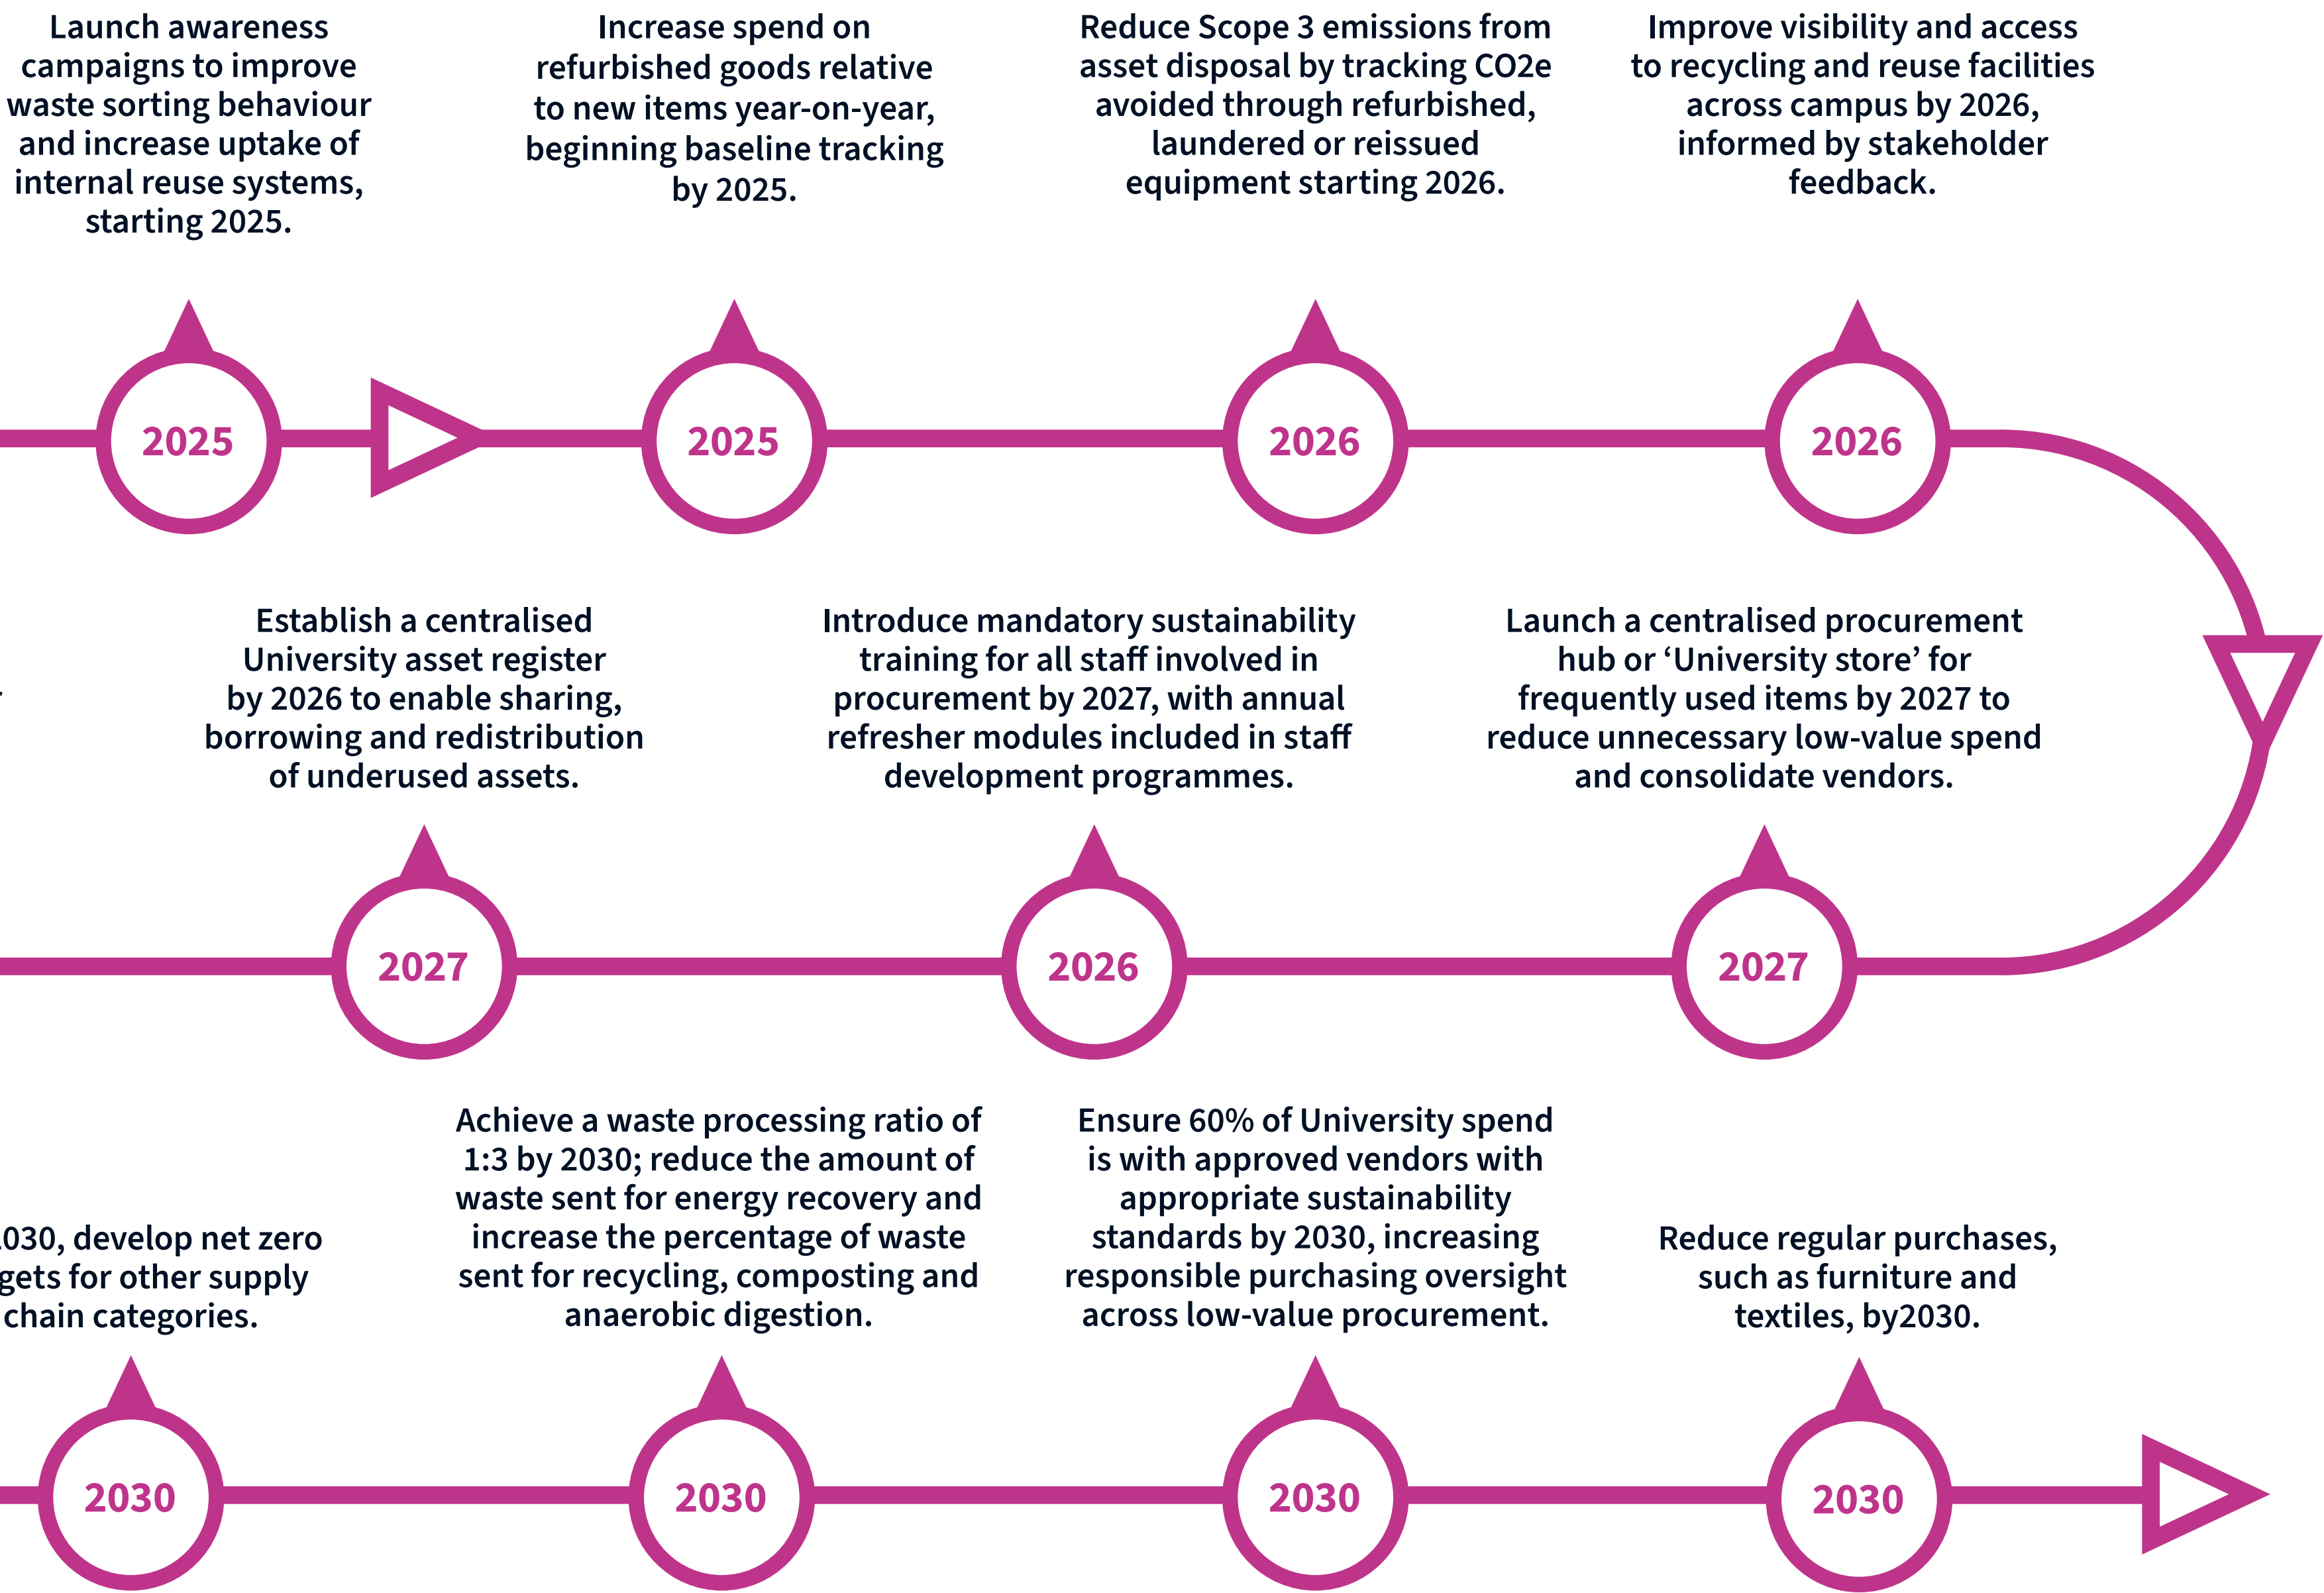 Launch awareness
campaigns to improve
waste sorting behaviour
and increase uptake of
internal reuse systems,
starting 2025.
Increase spend on
refurbished goods relative
to new items year-on-year,
beginning baseline tracking
by 2025.
Reduce Scope 3 emissions from
asset disposal by tracking CO2e
avoided through refurbished,
laundered or reissued
equipment starting 2026.
Improve visibility and access
to recycling and reuse facilities
across campus by 2026,
informed by stakeholder
feedback.
2025
2025
2026
2026
Establish a centralised
University asset register
by 2026 to enable sharing,
borrowing and redistribution
of underused assets.
Introduce mandatory sustainability
training for all staff involved in
procurement by 2027, with annual
refresher modules included in staff
development programmes.
Launch a centralised procurement
hub or ‘University store’ for
frequently used items by 2027 to
reduce unnecessary low-value spend
and consolidate vendors.
2027
2026
2027
030, develop net zero
gets for other supply
chain categories.
Achieve a waste processing ratio of
1:3 by 2030; reduce the amount of
waste sent for energy recovery and
increase the percentage of waste
sent for recycling, composting and
anaerobic digestion.
Ensure 60% of University spend
is with approved vendors with
appropriate sustainability
standards by 2030, increasing
responsible purchasing oversight
across low-value procurement.
Reduce regular purchases,
such as furniture and
textiles, by2030.
2030
2030
2030
2030